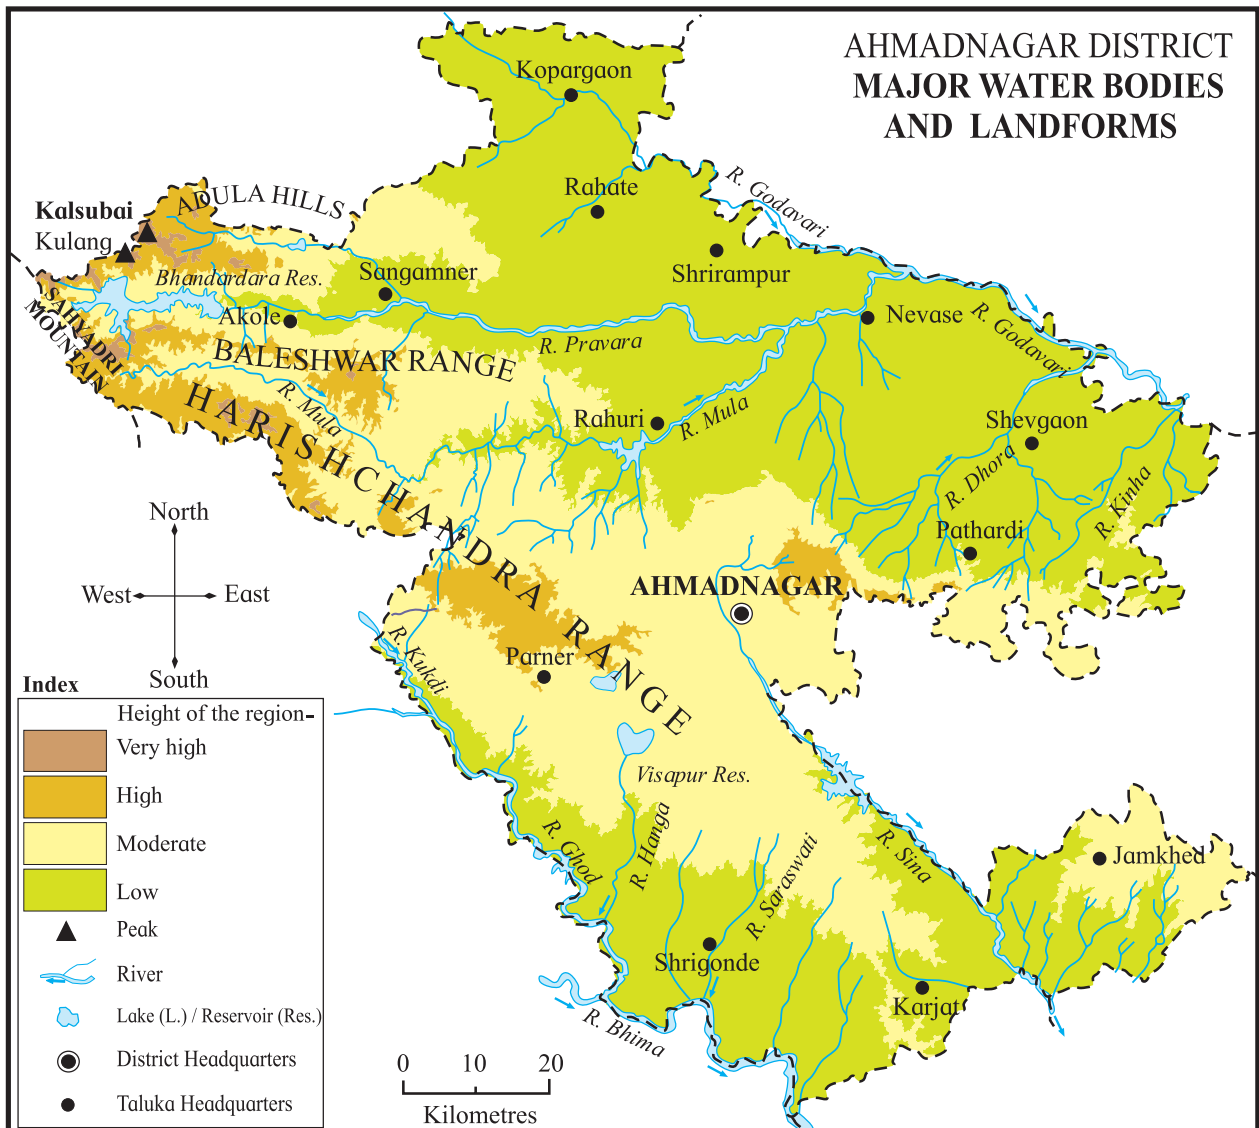 AHMADNAGAR DISTRICT
MAJOR WATER BODIES
AND LANDFORMS
Kopargaon
R. Godavari
Rahate
ADULA HILLS
Kalsubai
Kulang
Shrirampur
Bhandardara Res.
Sangamner
SAHYADRI
MOUNTAIN
Akole
Nevase
R. Godavari
R. Pravara
BALESHWAR RANGE
R. Mula
HARISHCHANDRA RANGE
Rahuri
R. Mula
Shevgaon
R. Dhora
R. Kinha
Pathardi
North
West
East
South
AHMADNAGAR
R. Kukdi
Parner
Visapur Res.
R. Ghod
R. Hanga
R. Saraswati
R. Sina
Jamkhed
Shrigonde
Karjat
R. Bhima
Index
Height of the region-
Very high
High
Moderate
Low
Peak
River
Lake (L.) / Reservoir (Res.)
District Headquarters
Taluka Headquarters
0 10 20
Kilometres